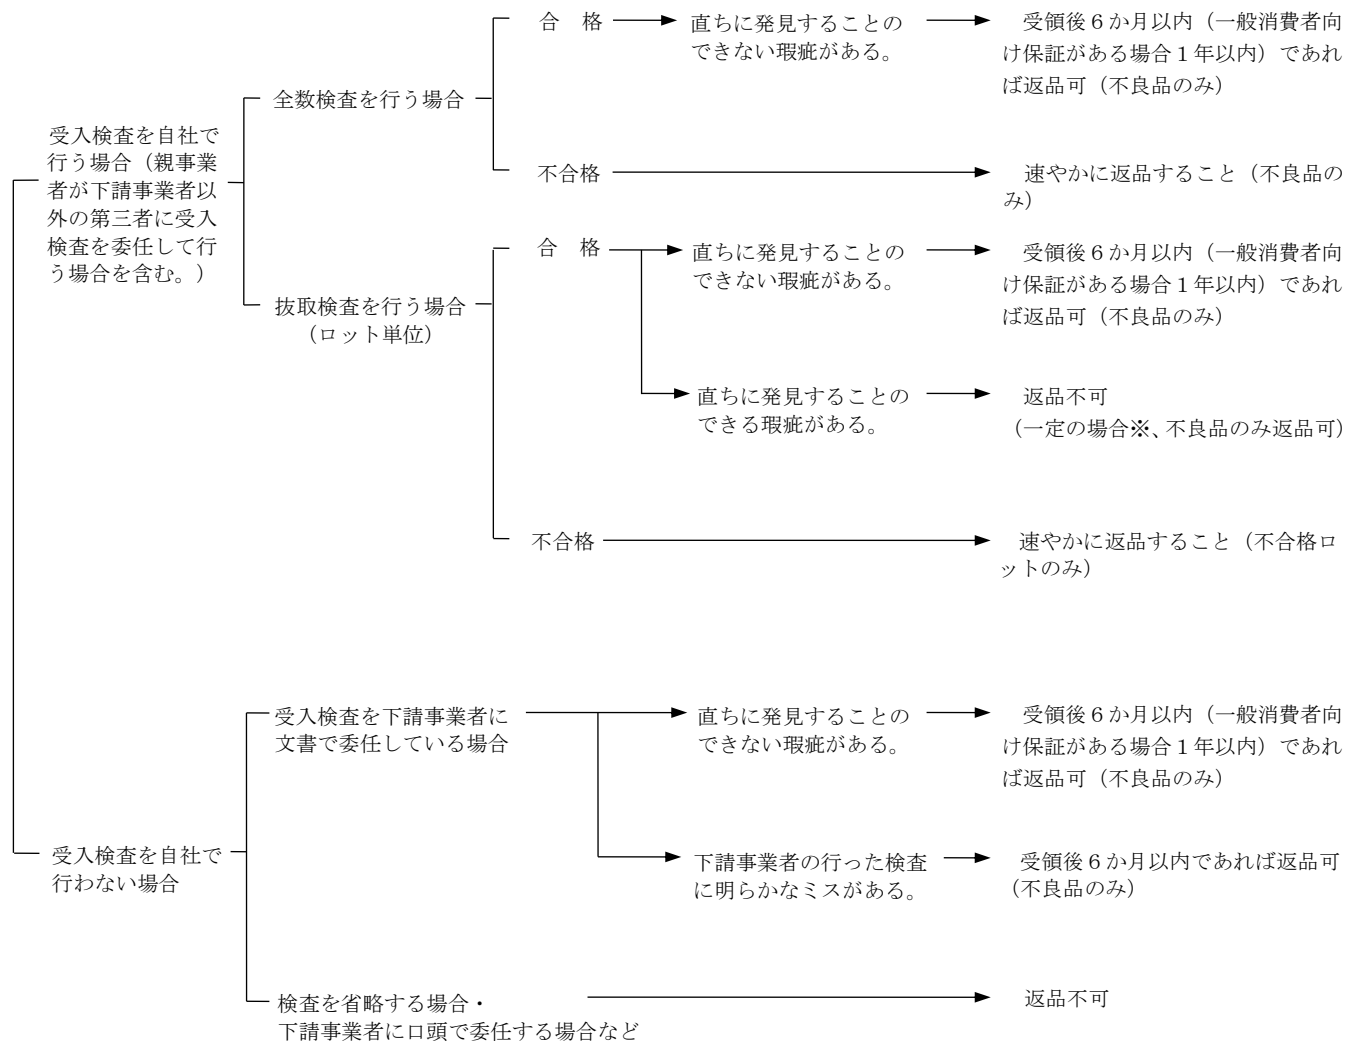 受入検査を自社で
行う場合（親事業
者が下請事業者以
外の第三者に受入
検査を委任して行
う場合を含む。）
全数検査を行う場合
合　格
直ちに発見することの
できない瑕疵がある。
受領後６か月以内（一般消費者向
け保証がある場合１年以内）であれ
ば返品可（不良品のみ）
不合格
速やかに返品すること（不良品の
み）
抜取検査を行う場合
（ロット単位）
合　格
直ちに発見することの
できない瑕疵がある。
受領後６か月以内（一般消費者向
け保証がある場合１年以内）であれ
ば返品可（不良品のみ）
直ちに発見することの
できる瑕疵がある。
返品不可
（一定の場合※、不良品のみ返品可）
不合格
速やかに返品すること（不合格ロ
ットのみ）
受入検査を自社で
行わない場合
受入検査を下請事業者に
文書で委任している場合
直ちに発見することの
できない瑕疵がある。
受領後６か月以内（一般消費者向
け保証がある場合１年以内）であれ
ば返品可（不良品のみ）
下請事業者の行った検査
に明らかなミスがある。
受領後６か月以内であれば返品可
（不良品のみ）
検査を省略する場合・
下請事業者に口頭で委任する場合など
返品不可